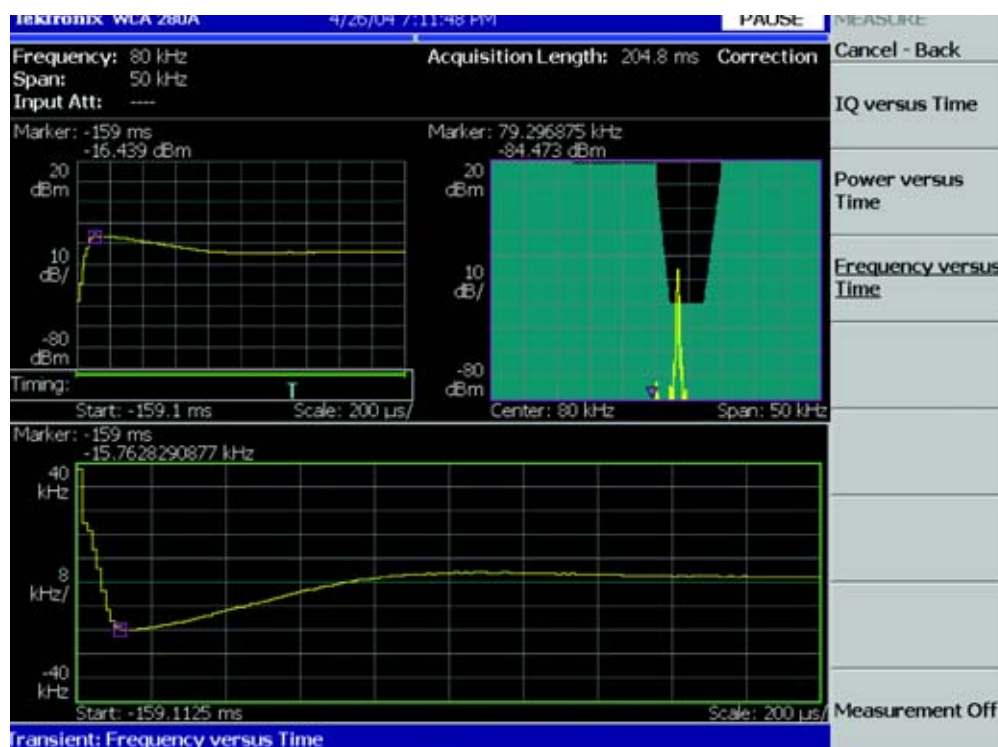 Tektronix WCA 280A 4/26/04 7:11:48 PM PAUSE
MEASURE
Cancel - Back
Frequency: 80 kHz
Acquisition Length: 204.8 ms Correction
Span: 50 kHz
Input Att: ----
IQ versus Time
Marker: -159 ms
-16.439 dBm
20
dBm
10
dB/
-80
dBm
Timing:
T
Start: -159.1 ms Scale: 200 µs/
Marker: 79.296875 kHz
-84.473 dBm
20
dBm
10
dB/
-80
dBm
Center: 80 kHz Span: 50 kHz
Power versus
Time
Frequency versus
Time
Marker: -159 ms
-15.7628290877 kHz
40
kHz
8
kHz/
-40
kHz
Start: -159.1125 ms Scale: 200 µs/
Measurement Off
Transient: Frequency versus Time